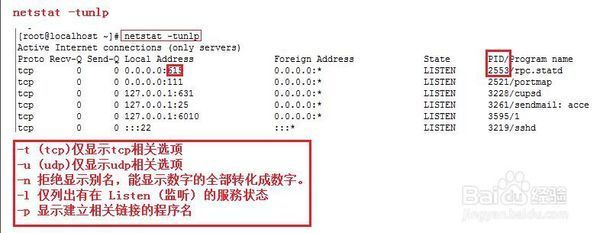 netstat -tunlp
[root@localhost ~]# netstat -tunlp
Active Internet connections (only servers)
Proto Recv-Q Send-Q Local Address Foreign Address State PID/Program name
tcp 0 0 0.0.0.0:615 0.0.0.0:* LISTEN 2553/rpc.statd
tcp 0 0 0.0.0.0:111 0.0.0.0:* LISTEN 2521/portmap
tcp 0 0 127.0.0.1:631 0.0.0.0:* LISTEN 3228/cupsd
tcp 0 0 127.0.0.1:25 0.0.0.0:* LISTEN 3261/sendmail: acce
tcp 0 0 127.0.0.1:6010 0.0.0.0:* LISTEN 3595/1
tcp 0 0 :::22 :::* LISTEN 3219/sshd
-t (tcp)仅显示tcp相关选项
-u (udp)仅显示udp相关选项
-n 拒绝显示别名，能显示数字的全部转化成数字。
-l 仅列出有在 Listen (监听) 的服務状态
-p 显示建立相关链接的程序名
Baidu 经验
jingyan.baidu.com